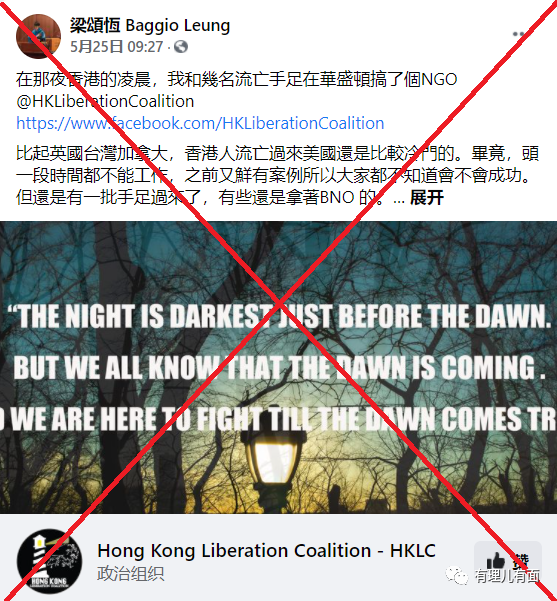 梁頌恆 Baggio Leung
5月25日 09:27 ·
在那夜香港的凌晨，我和幾名流亡手足在華盛頓搞了個NGO
@HKLiberationCoalition
https://www.facebook.com/HKLiberationCoalition
比起英國台灣加拿大，香港人流亡過來美國還是比較冷門的。畢竟，頭
一段時間都不能工作，之前又鮮有案例所以大家都不知道會不會成功。
但還是有一批手足過來了，有些還是拿著BNO 的。... 展开
“THE NIGHT IS DARKEST JUST BEFORE THE DAWN.
BUT WE ALL KNOW THAT THE DAWN IS COMING .
WE ARE HERE TO FIGHT TILL THE DAWN COMES TR
Hong Kong Liberation Coalition - HKLC
政治组织
赞
HONG KONG
LIBERATION COALITION
有理儿有面